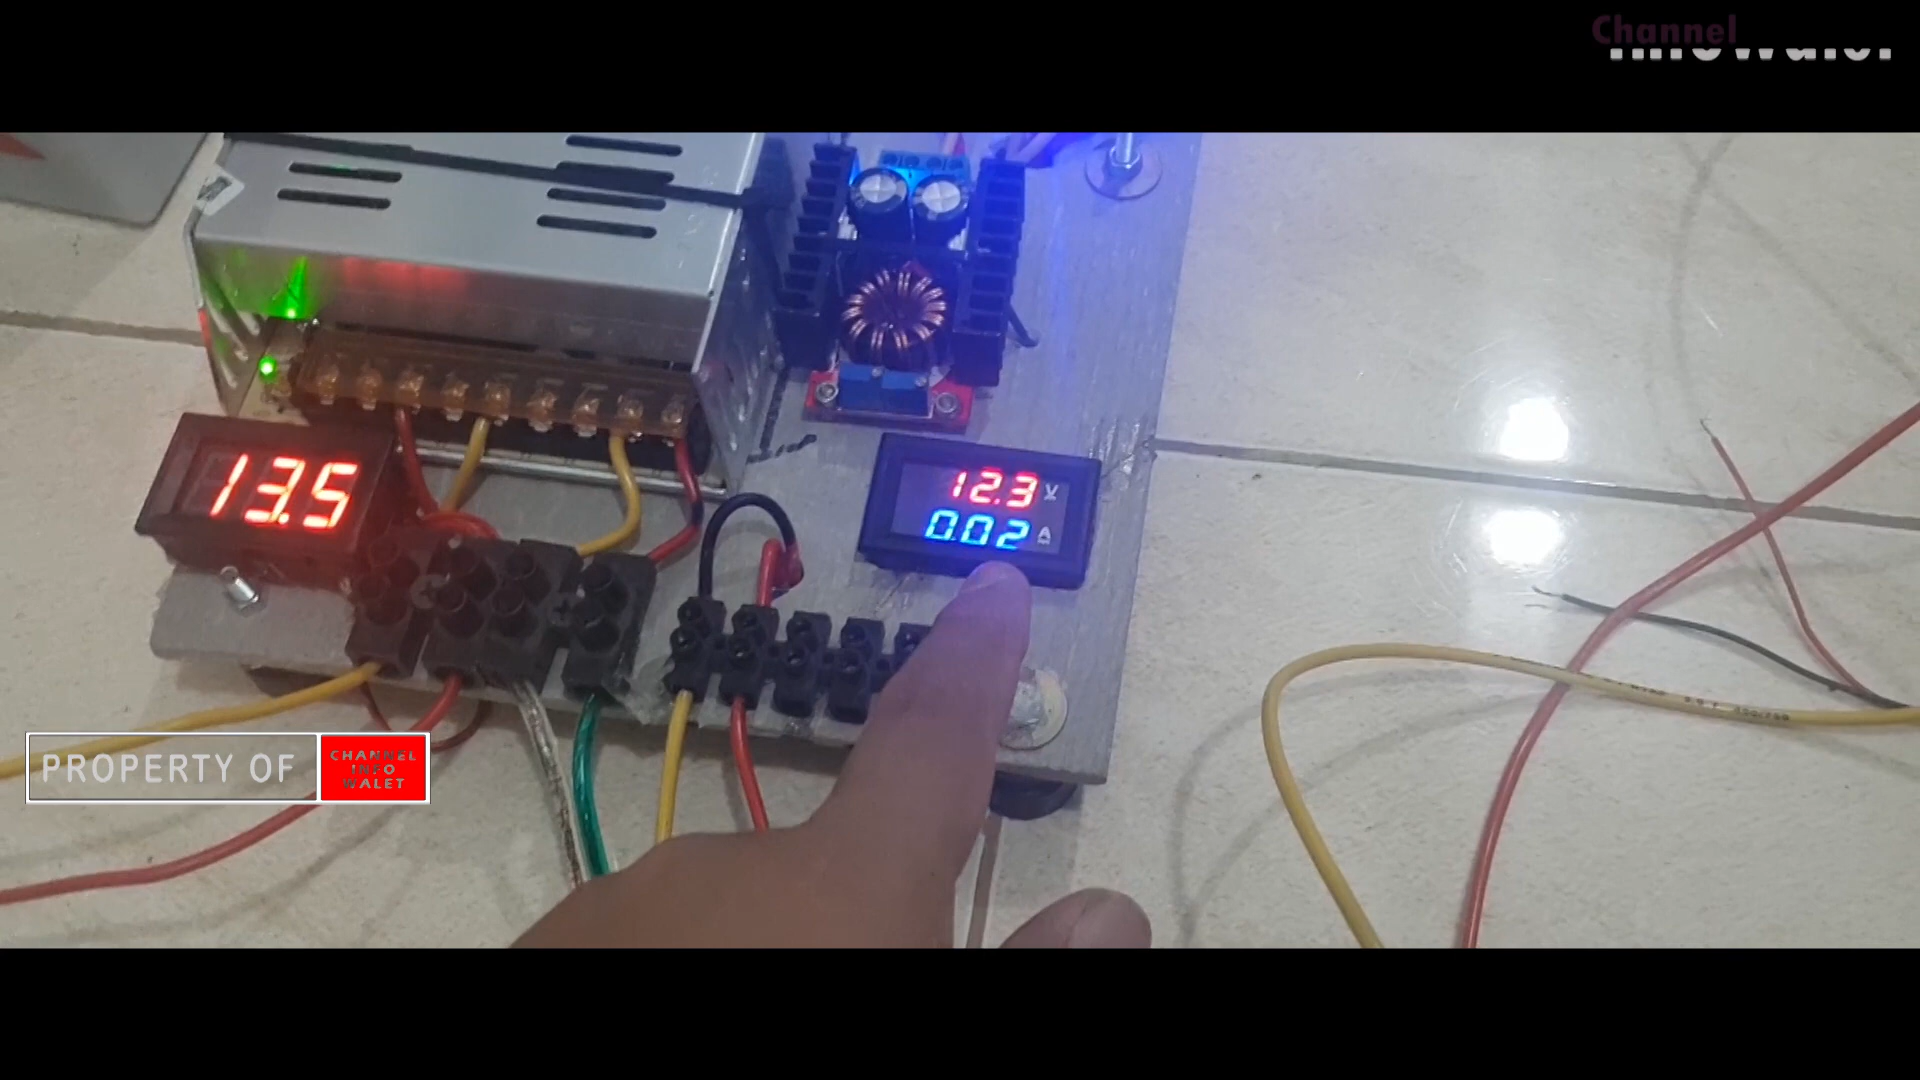 Channel
13.5
12.3 V
0.02 A
PROPERTY OF
CHANNEL
INFO
WALET